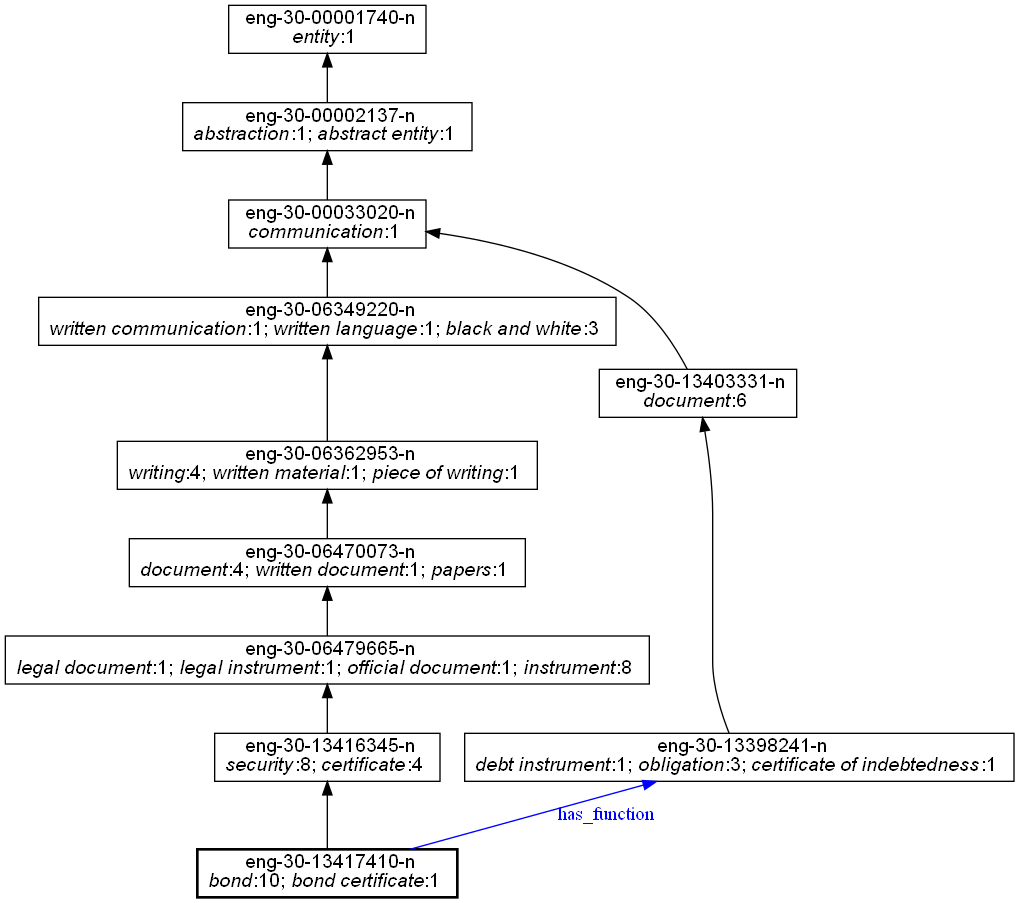 eng-30-00001740-n
entity:1
eng-30-00002137-n
abstraction:1; abstract entity:1
eng-30-00033020-n
communication:1
eng-30-06349220-n
written communication:1; written language:1; black and white:3
eng-30-13403331-n
document:6
eng-30-06362953-n
writing:4; written material:1; piece of writing:1
eng-30-06470073-n
document:4; written document:1; papers:1
eng-30-06479665-n
legal document:1; legal instrument:1; official document:1; instrument:8
eng-30-13416345-n
security:8; certificate:4
eng-30-13398241-n
debt instrument:1; obligation:3; certificate of indebtedness:1
has_function
eng-30-13417410-n
bond:10; bond certificate:1